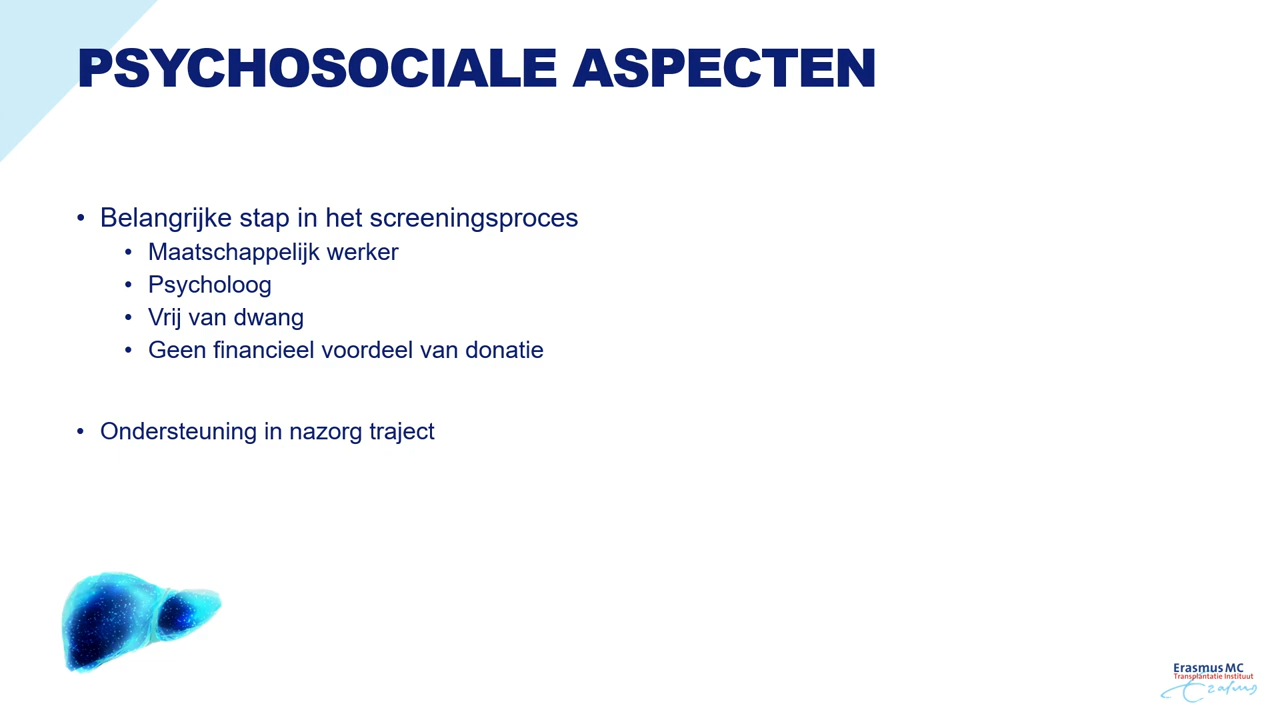 PSYCHOSOCIALE ASPECTEN
• Belangrijke stap in het screeningsproces
• Maatschappelijk werker
• Psycholoog
• Vrij van dwang
• Geen financieel voordeel van donatie
• Ondersteuning in nazorg traject
Erasmus MC
Transplantatie Instituut
Erasmus